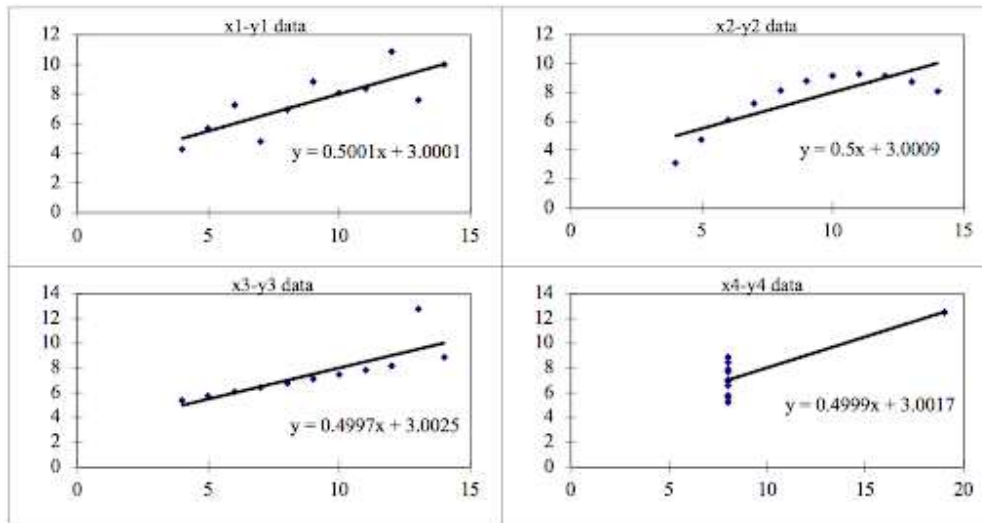 x1-y1 data
12
10
8
6
4
2
0
y = 0.5001x + 3.0001
0 5 10 15
x2-y2 data
12
10
8
6
4
2
0
y = 0.5x + 3.0009
0 5 10 15
x3-y3 data
14
12
10
8
6
4
2
0
y = 0.4997x + 3.0025
0 5 10 15
x4-y4 data
14
12
10
8
6
4
2
0
y = 0.4999x + 3.0017
0 5 10 15 20